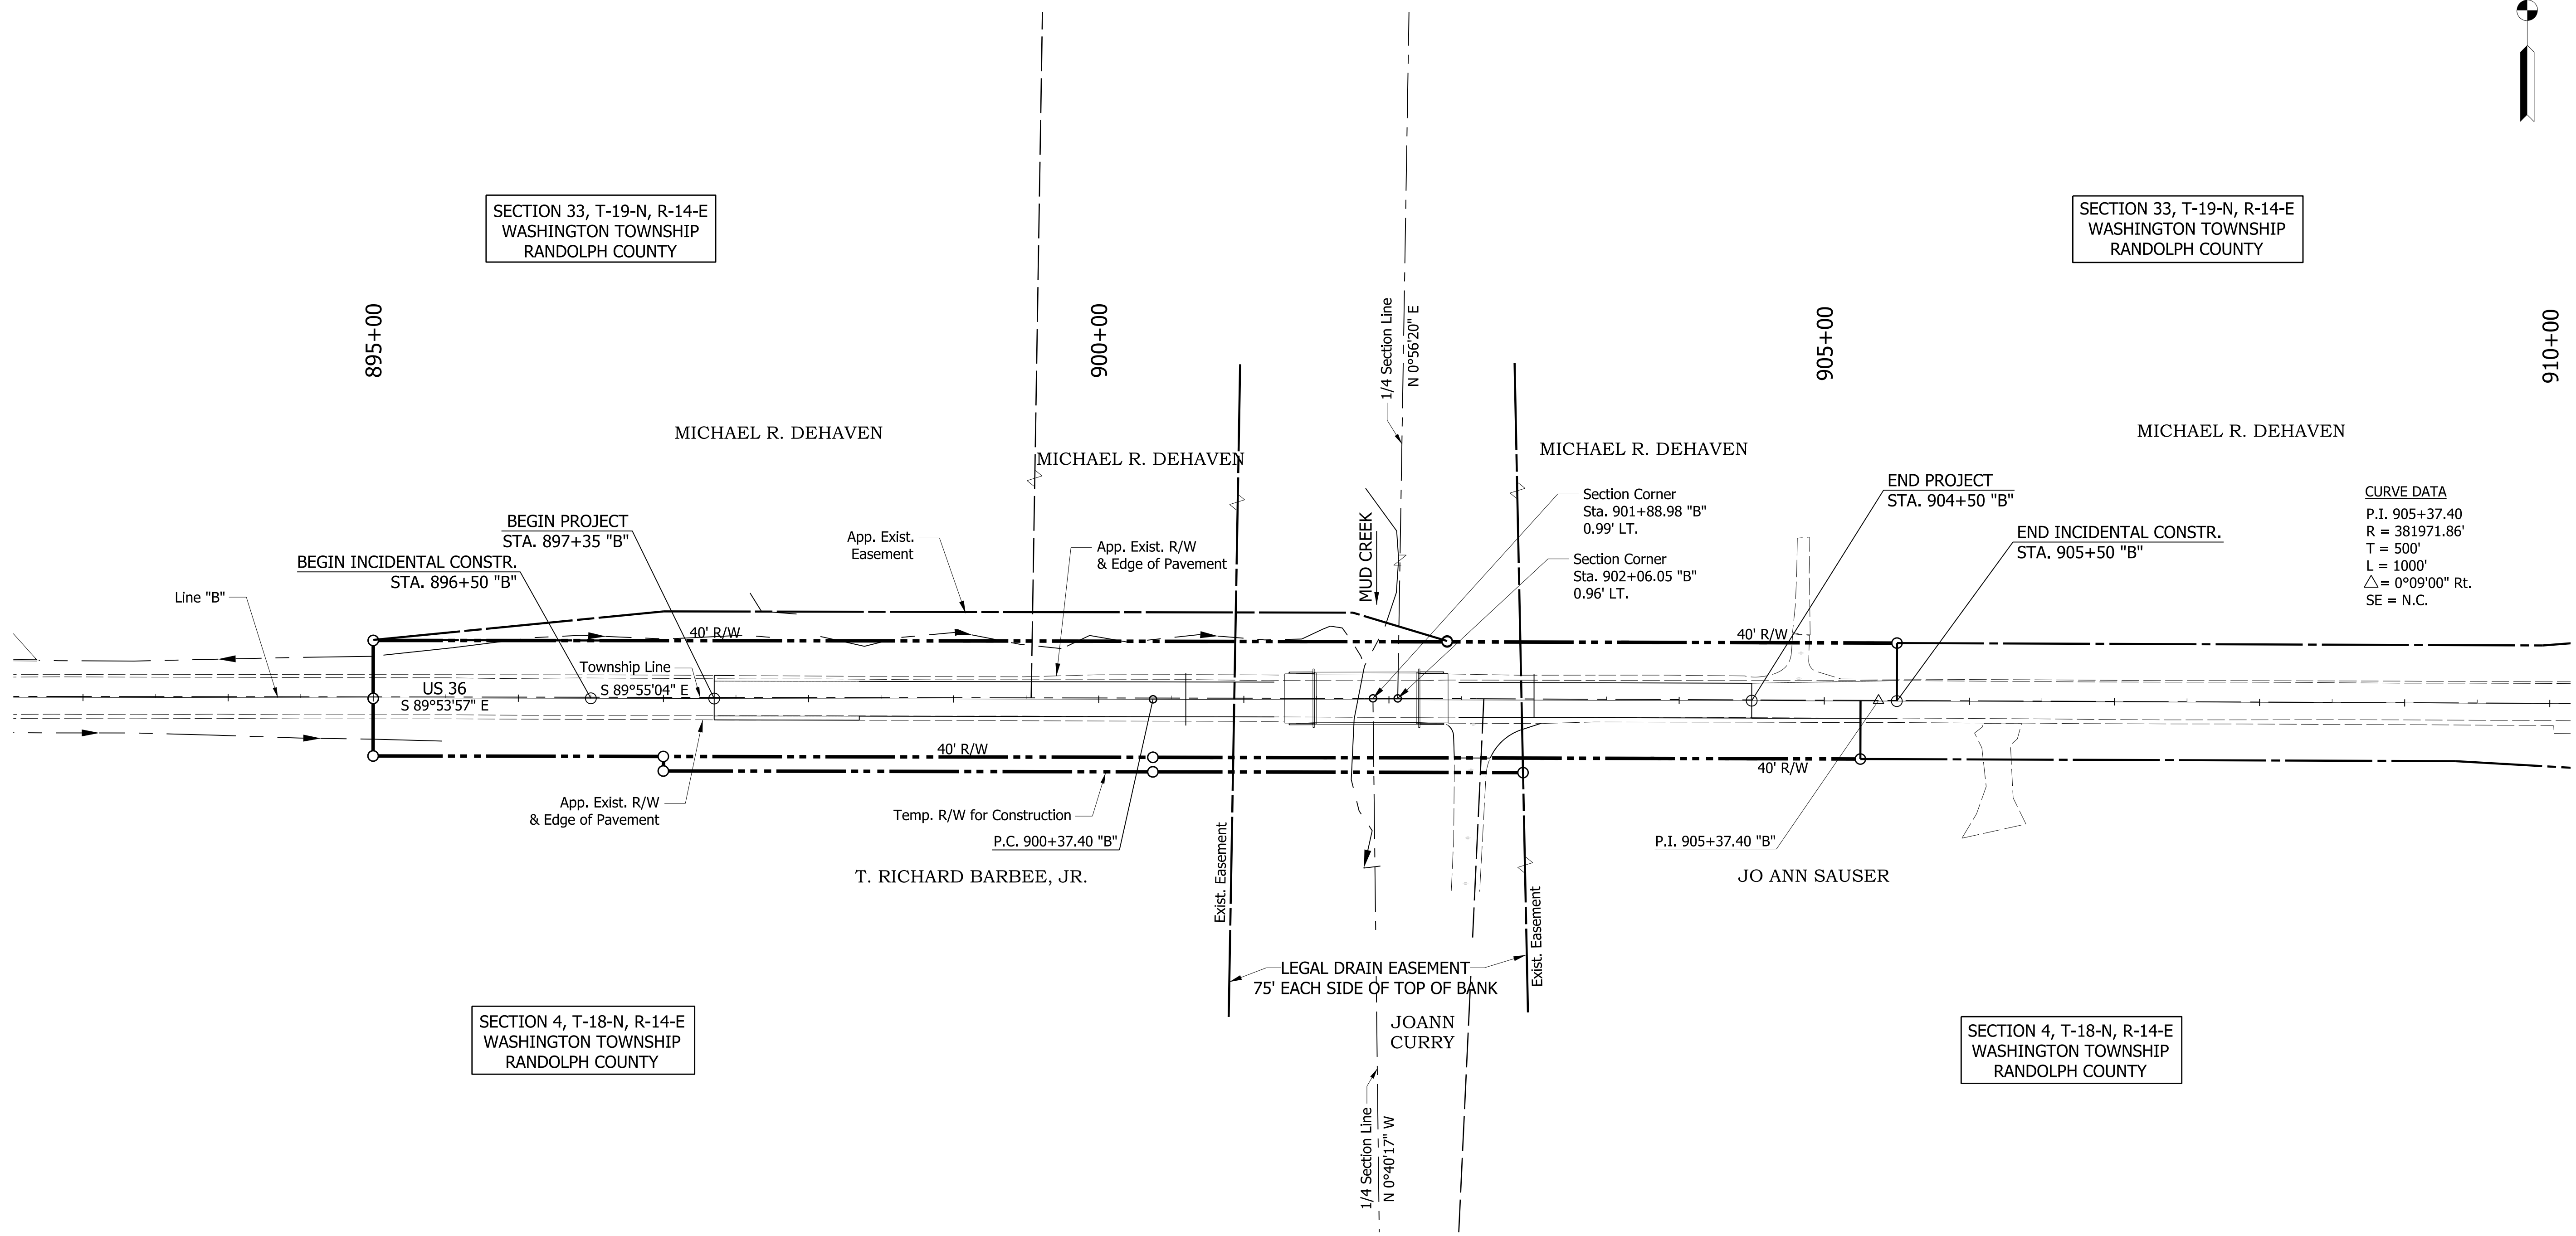 SECTION 33, T-19-N, R-14-E
WASHINGTON TOWNSHIP
RANDOLPH COUNTY
SECTION 33, T-19-N, R-14-E
WASHINGTON TOWNSHIP
RANDOLPH COUNTY
895+00
900+00
1/4 Section Line
N 0°56'20" E
905+00
910+00
MICHAEL R. DEHAVEN
MICHAEL R. DEHAVEN
MICHAEL R. DEHAVEN
MICHAEL R. DEHAVEN
BEGIN PROJECT
STA. 897+35 "B"
BEGIN INCIDENTAL CONSTR.
STA. 896+50 "B"
Line "B"
App. Exist.
Easement
App. Exist. R/W
& Edge of Pavement
MUD CREEK
Section Corner
Sta. 901+88.98 "B"
0.99' LT.
Section Corner
Sta. 902+06.05 "B"
0.96' LT.
END PROJECT
STA. 904+50 "B"
END INCIDENTAL CONSTR.
STA. 905+50 "B"
CURVE DATA
P.I. 905+37.40
R = 381971.86'
T = 500'
L = 1000'
△= 0°09'00" Rt.
SE = N.C.
40' R/W
40' R/W
Township Line
US 36
S 89°55'04" E
S 89°53'57" E
40' R/W
40' R/W
App. Exist. R/W
& Edge of Pavement
Temp. R/W for Construction
P.C. 900+37.40 "B"
P.I. 905+37.40 "B"
T. RICHARD BARBEE, JR.
JO ANN SAUSER
Exist. Easement
Exist. Easement
LEGAL DRAIN EASEMENT
75' EACH SIDE OF TOP OF BANK
JOANN
CURRY
SECTION 4, T-18-N, R-14-E
WASHINGTON TOWNSHIP
RANDOLPH COUNTY
SECTION 4, T-18-N, R-14-E
WASHINGTON TOWNSHIP
RANDOLPH COUNTY
1/4 Section Line
N 0°40'17" W